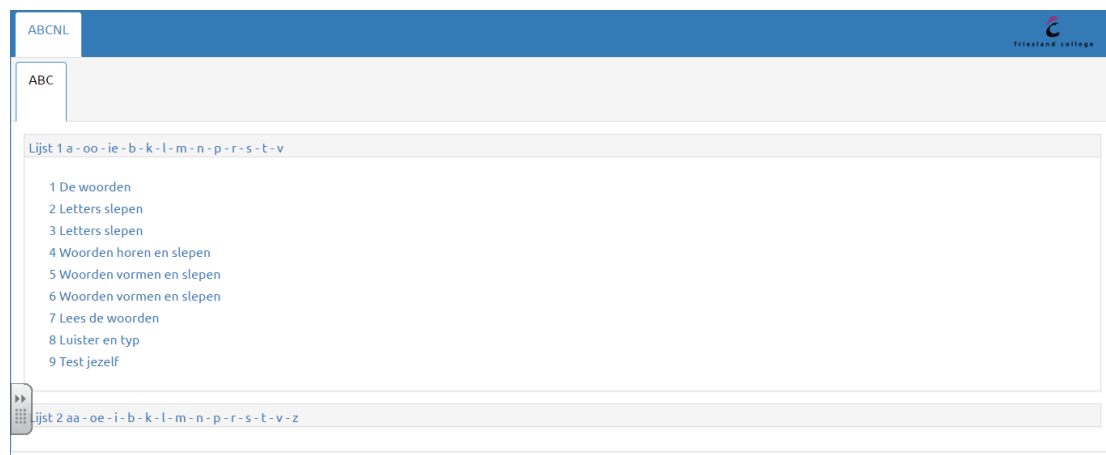 ABCNL
friesland college
ABC
Lijst 1 a - oo - ie - b - k - l - m - n - p - r - s - t - v
1 De woorden
2 Letters slepen
3 Letters slepen
4 Woorden horen en slepen
5 Woorden vormen en slepen
6 Woorden vormen en slepen
7 Lees de woorden
8 Luister en typ
9 Test jezelf
Lijst 2 aa - oe - i - b - k - l - m - n - p - r - s - t - v - z